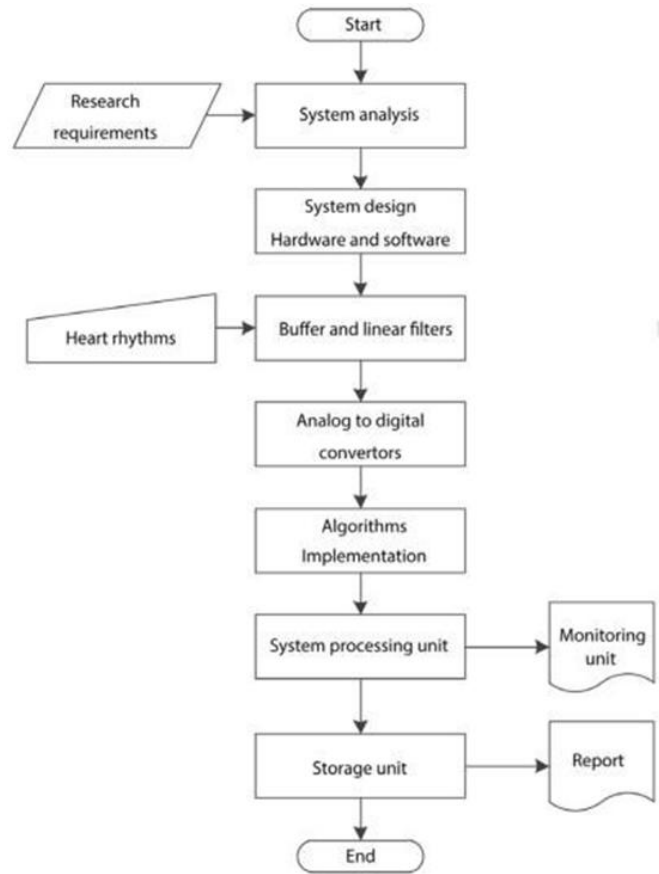 Start
Research
requirements
System analysis
System design
Hardware and software
Heart rhythms
Buffer and linear filters
Analog to digital
convertors
Algorithms
Implementation
System processing unit
Monitoring
unit
Storage unit
Report
End